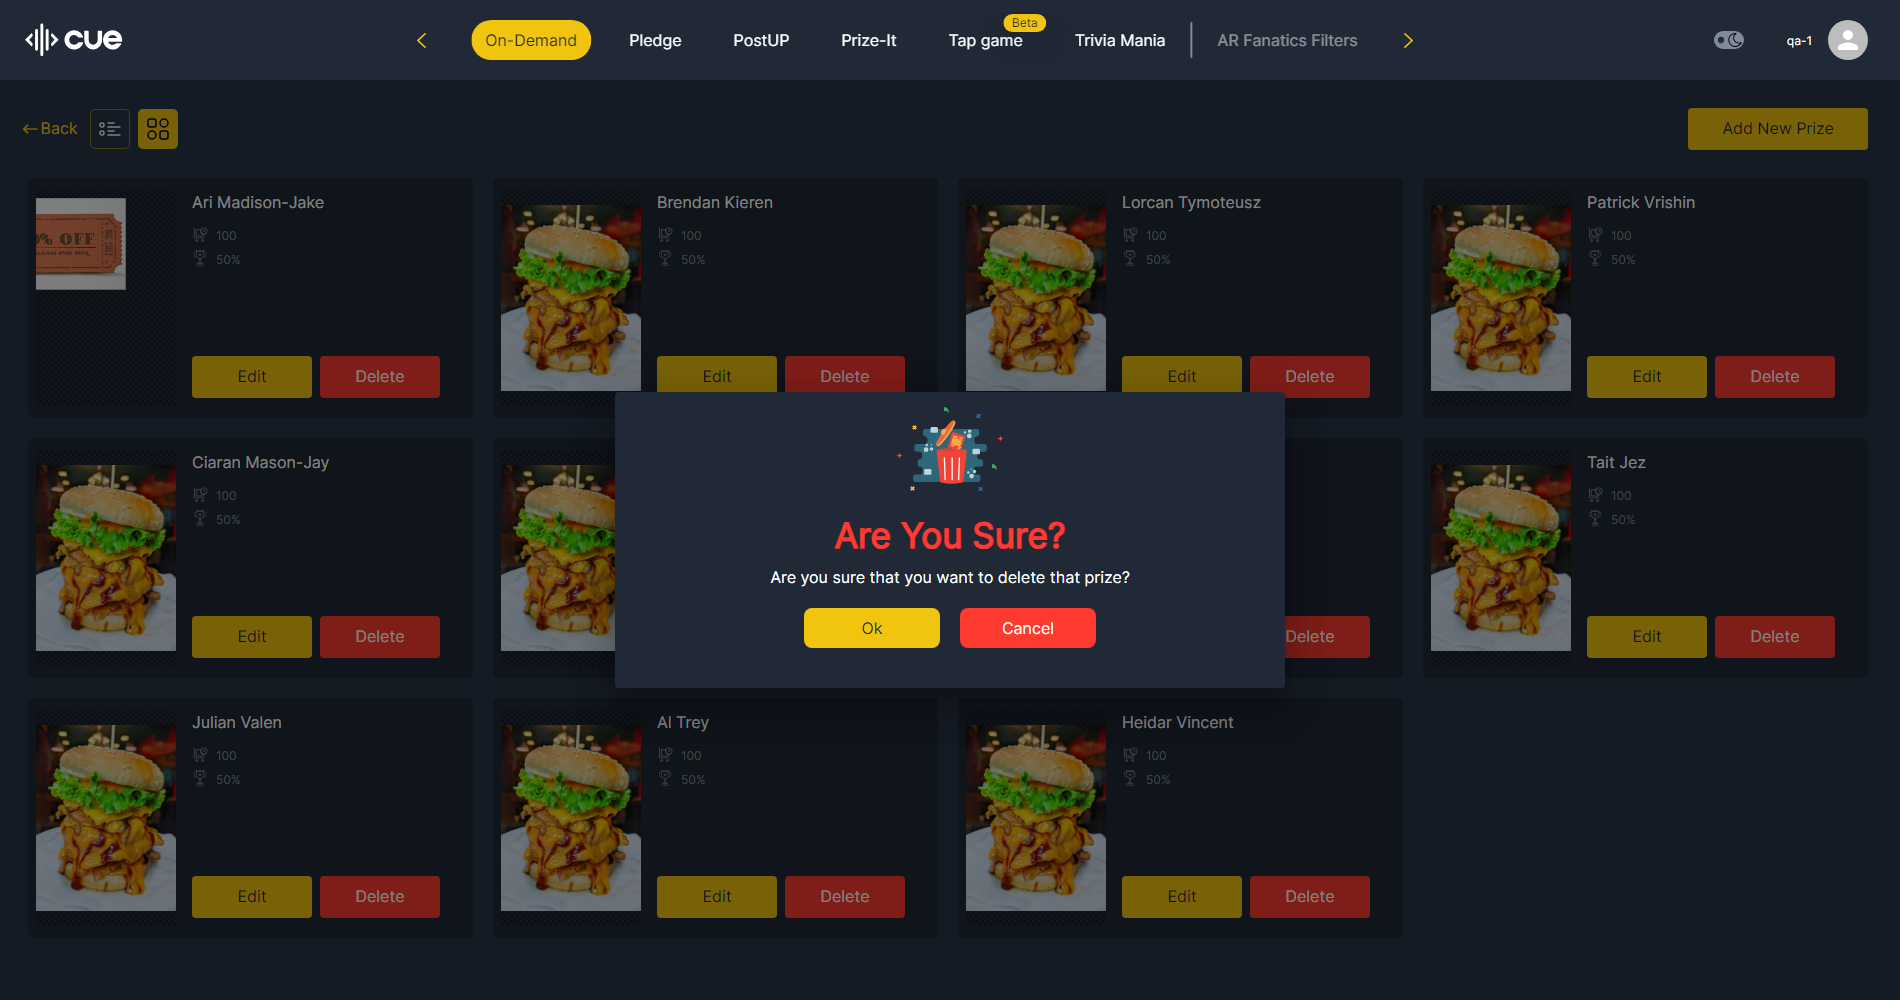 cue
On-Demand
Pledge
PostUP
Prize-It
Beta
Tap game
Trivia Mania
AR Fanatics Filters
qa-1
Back
Add New Prize
Ari Madison-Jake
100
50%
% OFF
Edit
Delete
Brendan Kieren
100
50%
Edit
Delete
Lorcan Tymoteusz
100
50%
Edit
Delete
Patrick Vrishin
100
50%
Edit
Delete
Ciaran Mason-Jay
100
50%
Edit
Delete
Are You Sure?
Are you sure that you want to delete that prize?
Ok
Cancel
Delete
Tait Jez
100
50%
Edit
Delete
Julian Valen
100
50%
Edit
Delete
Al Trey
100
50%
Edit
Delete
Heidar Vincent
100
50%
Edit
Delete